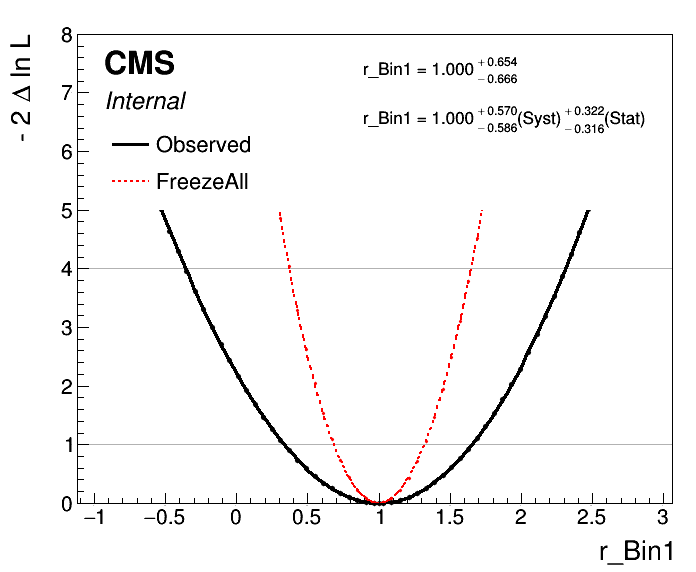 - 2 Δ ln L
CMS
Internal
Observed
FreezeAll
r_Bin1 = 1.000 +0.654 −0.666
r_Bin1 = 1.000 +0.570 −0.586 (Syst) +0.322 −0.316 (Stat)
8
7
6
5
4
3
2
1
0
−1 −0.5 0 0.5 1 1.5 2 2.5 3
r_Bin1